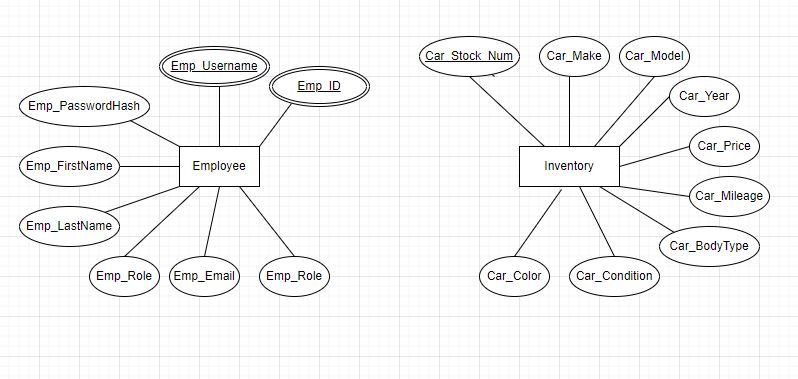 Emp_Username
Emp_ID
Emp_PasswordHash
Emp_FirstName
Emp_LastName
Employee
Emp_Role
Emp_Email
Emp_Role
Car_Stock_Num
Car_Make
Car_Model
Car_Year
Car_Price
Inventory
Car_Mileage
Car_BodyType
Car_Color
Car_Condition